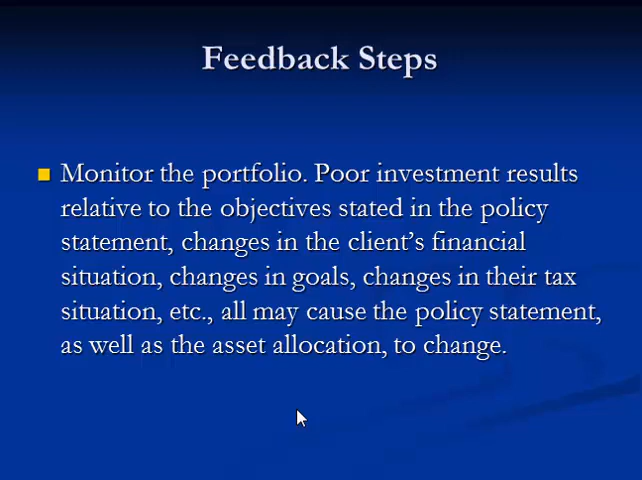 Feedback Steps
Monitor the portfolio. Poor investment results
relative to the objectives stated in the policy
statement, changes in the client's financial
situation, changes in goals, changes in their tax
situation, etc., all may cause the policy statement,
as well as the asset allocation, to change.